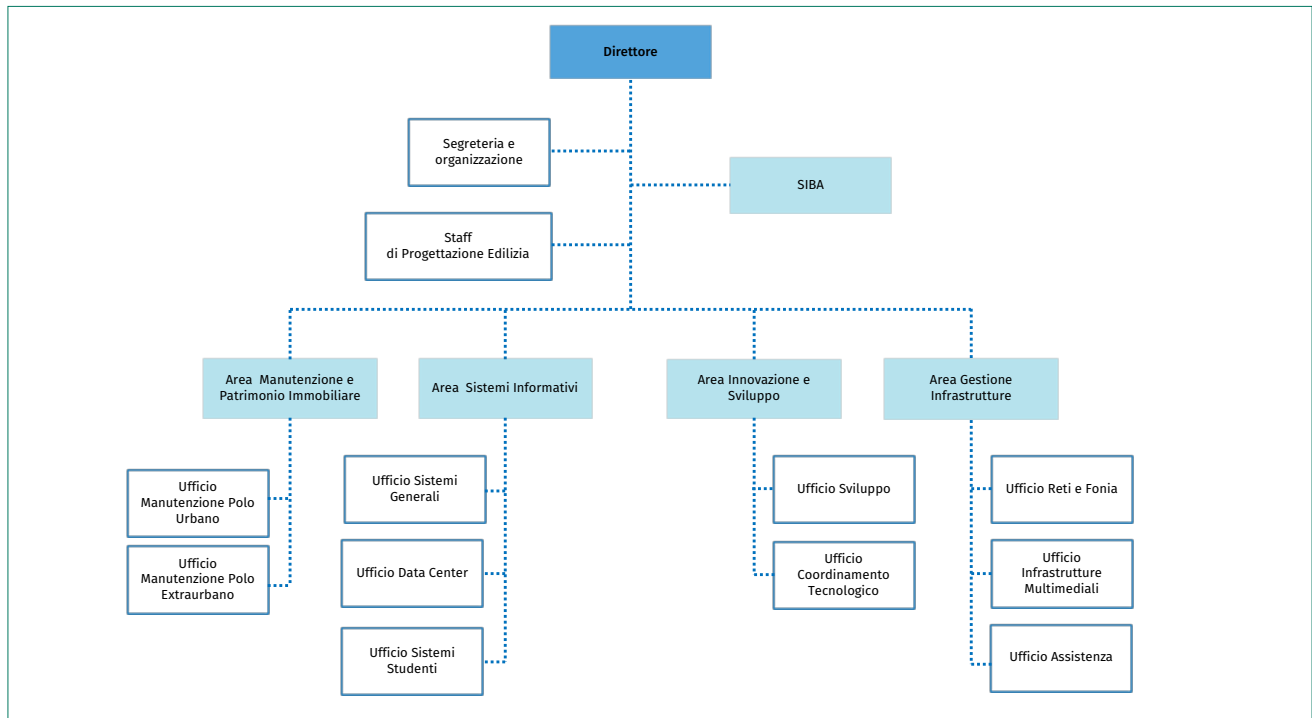 Direttore
Segreteria e
organizzazione
SIBA
Staff
di Progettazione Edilizia
Area Manutenzione e
Patrimonio Immobiliare
Area Sistemi Informativi
Area Innovazione e
Sviluppo
Area Gestione
Infrastrutture
Ufficio
Manutenzione Polo
Urbano
Ufficio
Manutenzione Polo
Extraurbano
Ufficio Sistemi
Generali
Ufficio Data Center
Ufficio Sistemi
Studenti
Ufficio Sviluppo
Ufficio
Coordinamento
Tecnologico
Ufficio Reti e Fonia
Ufficio
Infrastrutture
Multimediali
Ufficio Assistenza